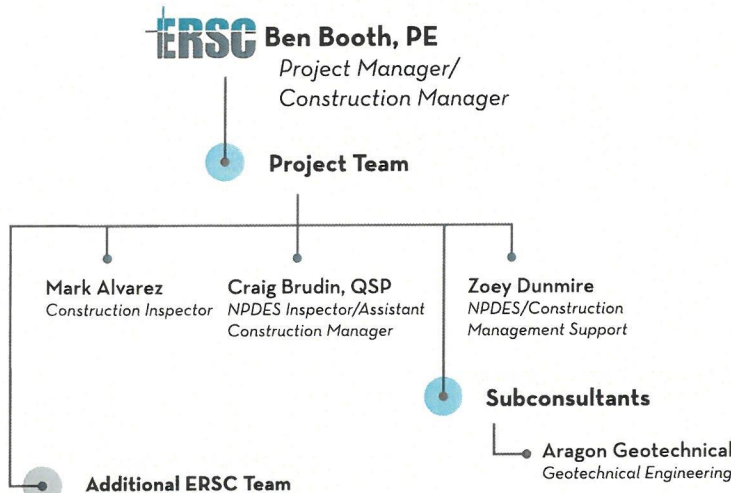 ERSC Ben Booth, PE
Project Manager/
Construction Manager
Project Team
Mark Alvarez
Construction Inspector
Craig Brudin, QSP
NPDES Inspector/Assistant
Construction Manager
Zoey Dunmire
NPDES/Construction
Management Support
Subconsultants
Aragon Geotechnical
Geotechnical Engineering
Additional ERSC Team